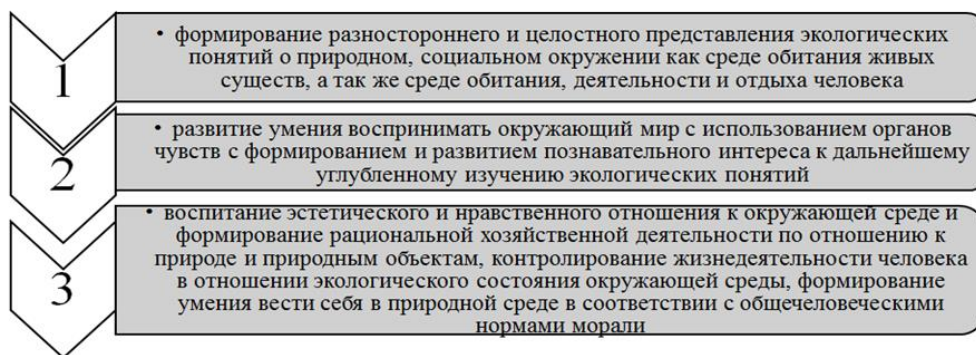 1
• формирование разностороннего и целостного представления экологических
понятий о природном, социальном окружении как среде обитания живых
существ, а так же среде обитания, деятельности и отдыха человека
2
• развитие умения воспринимать окружающий мир с использованием органов
чувств с формированием и развитием познавательного интереса к дальнейшему
углубленному изучению экологических понятий
3
• воспитание эстетического и нравственного отношения к окружающей среде и
формирование рациональной хозяйственной деятельности по отношению к
природе и природным объектам, контролирование жизнедеятельности человека
в отношении экологического состояния окружающей среды, формирование
умения вести себя в природной среде в соответствии с общечеловеческими
нормами морали